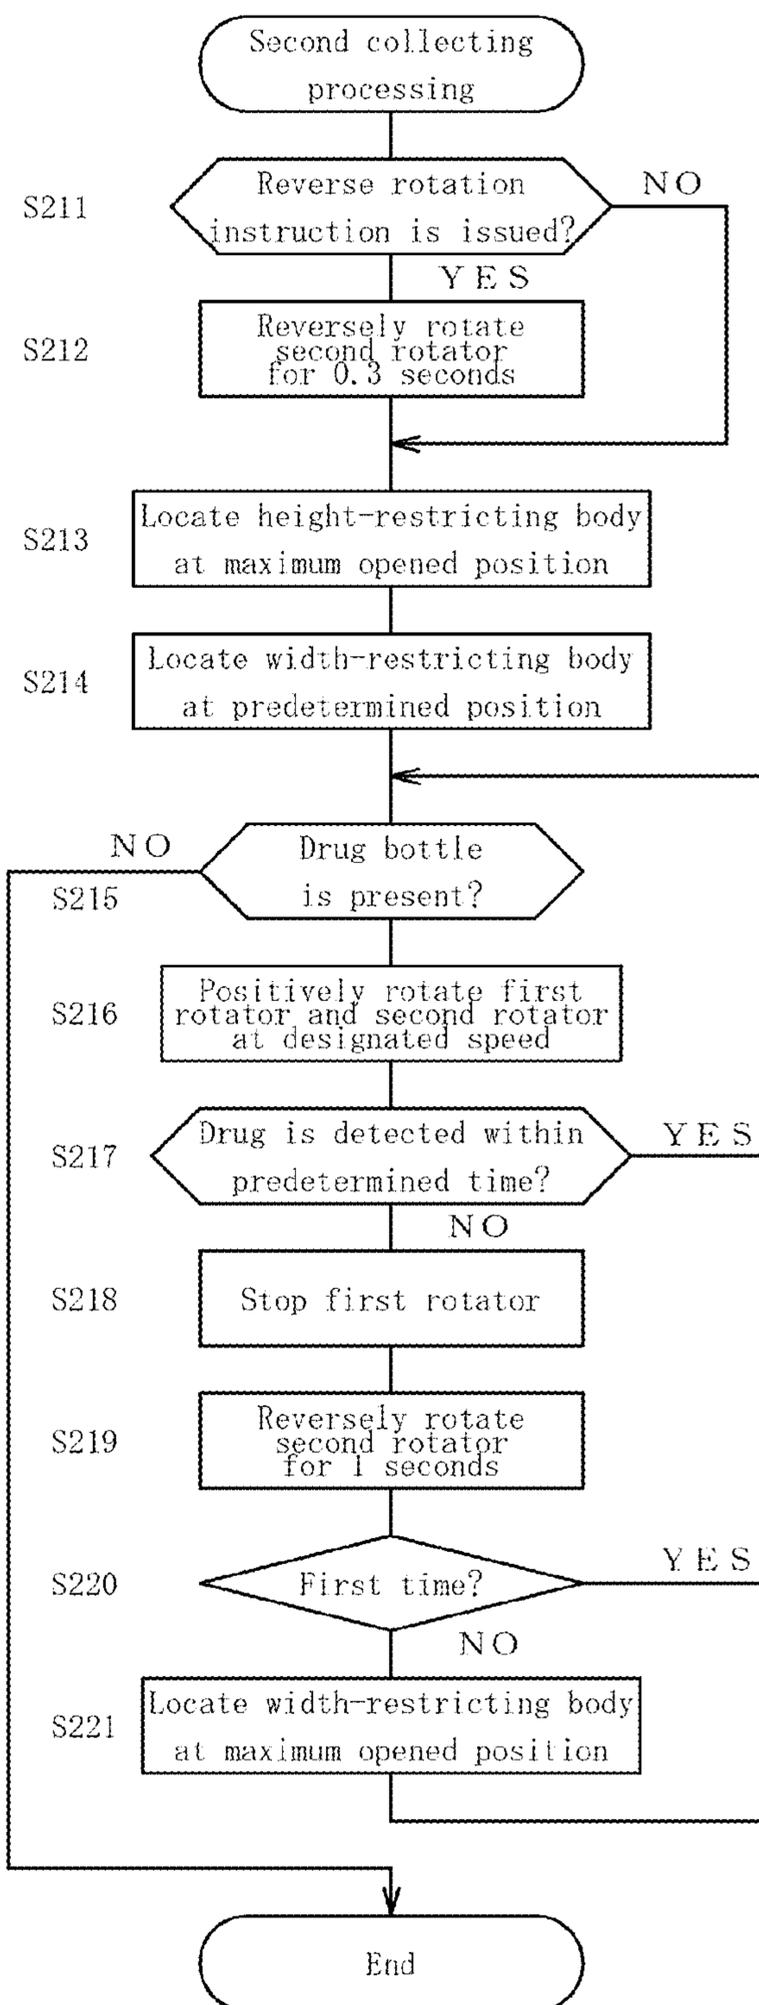 Second collecting
processing
S211
Reverse rotation
instruction is issued?
NO
YES
S212
Reversely rotate
second rotator
for 0.3 seconds
S213
Locate height-restricting body
at maximum opened position
S214
Locate width-restricting body
at predetermined position
NO
S215
Drug bottle
is present?
S216
Positively rotate first
rotator and second rotator
at designated speed
S217
Drug is detected within
predetermined time?
YES
NO
S218
Stop first rotator
S219
Reversely rotate
second rotator
for 1 seconds
S220
First time?
YES
NO
S221
Locate width-restricting body
at maximum opened position
End